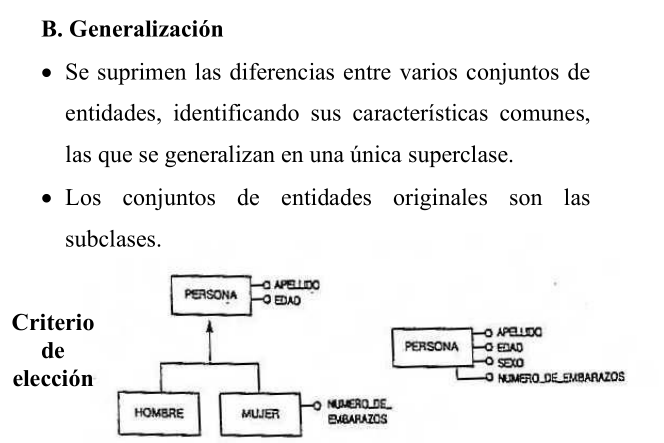 B. Generalización
• Se suprimen las diferencias entre varios conjuntos de
entidades, identificando sus características comunes,
las que se generalizan en una única superclase.
• Los conjuntos de entidades originales son las
subclases.
Criterio
de
elección
PERSONA
APELLIDO
EDAD
HOMBRE
MUJER
NUMERO_DE_
EMBARAZOS
PERSONA
APELLIDO
EDAD
SEXO
NUMERO_DE_EMBARAZOS